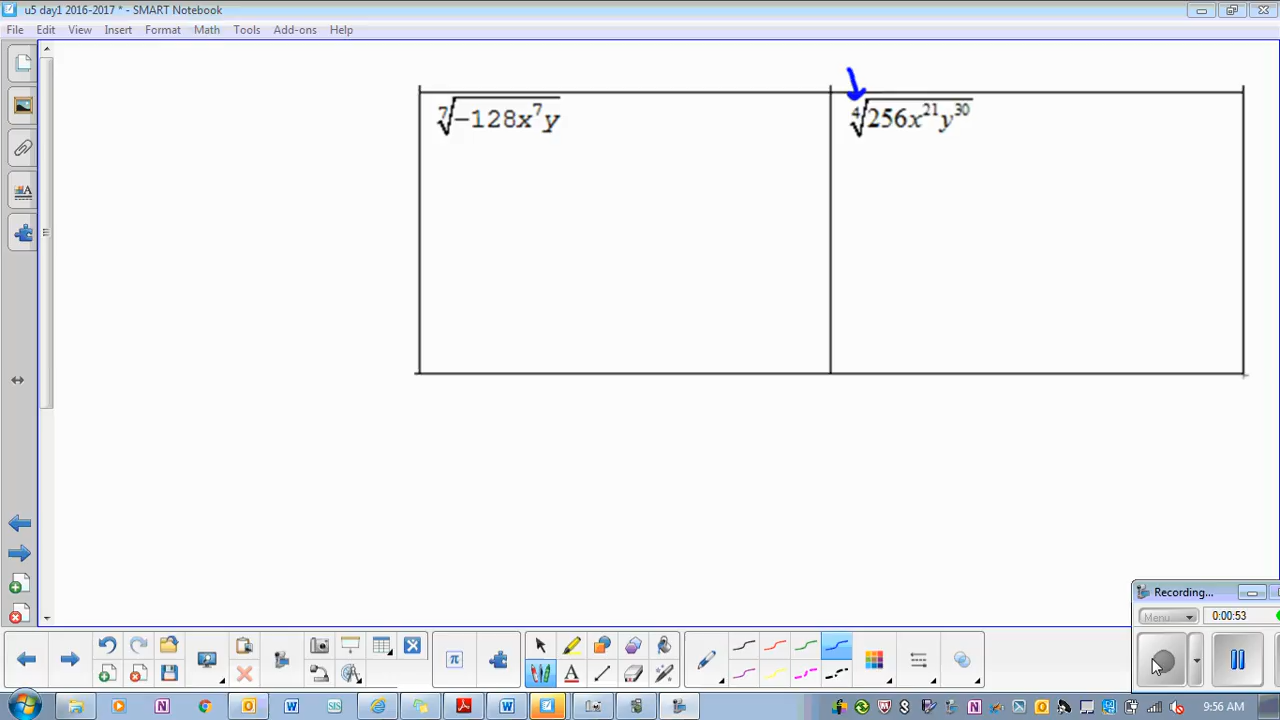 u5 day1 2016-2017 * - SMART Notebook
File Edit View Insert Format Math Tools Add-ons Help
⁷√(−128x⁷y)
⁴√(256x²¹y³⁰)
Recording...
Menu
0:00:53
9:56 AM